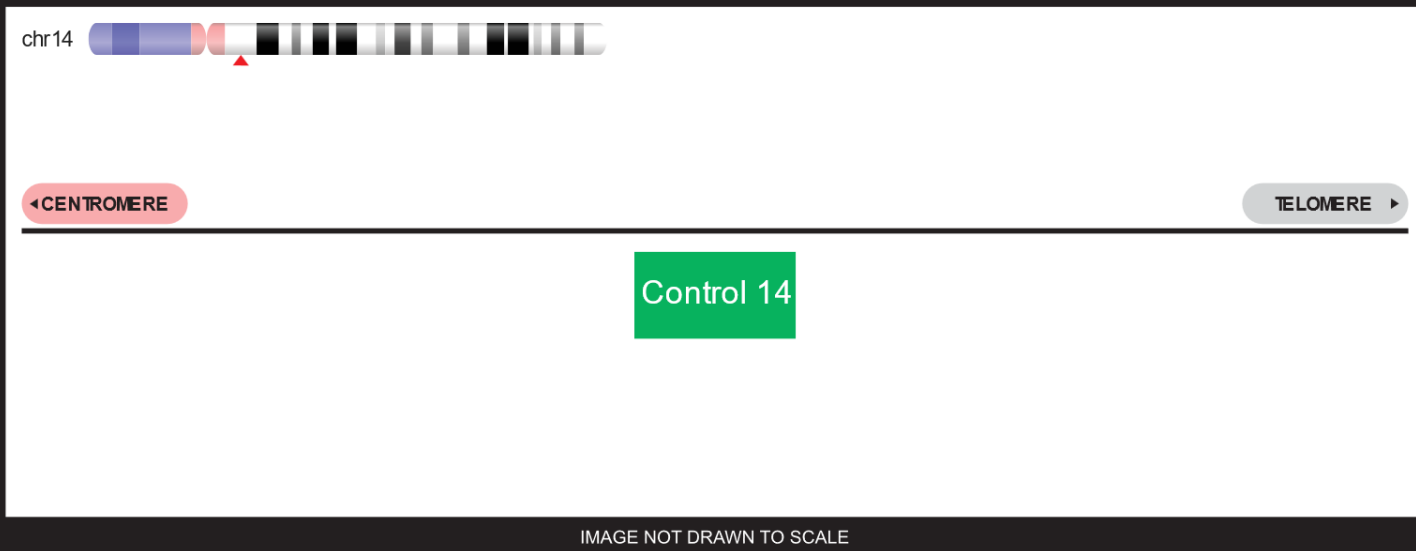 chr14
CENTROMERE
TELOMERE
Control 14
IMAGE NOT DRAWN TO SCALE